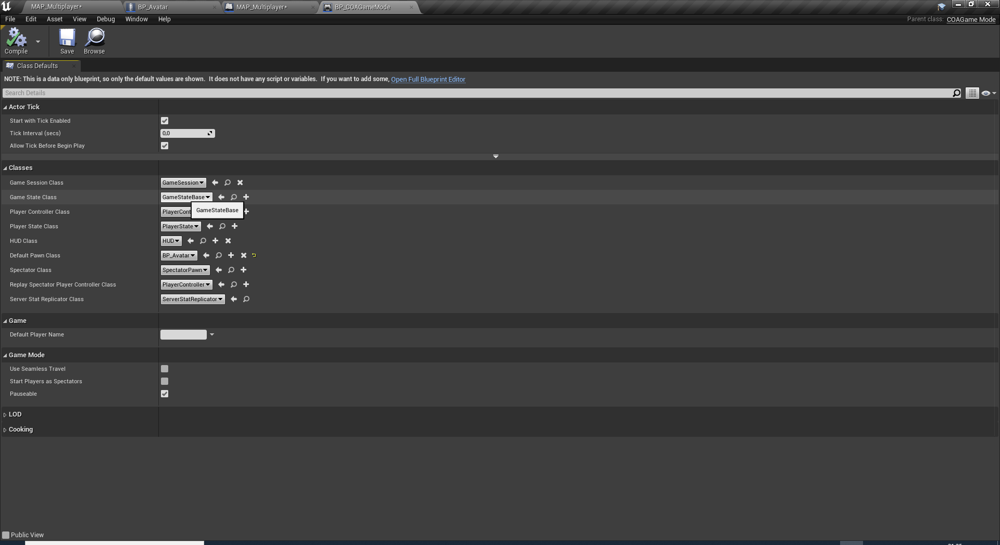 MAP_Multiplayer* BP_Avatar MAP_Multiplayer* BP_COAGameMode
File Edit Asset View Debug Window Help Parent class: COAGame Mode
Compile Save Browse
Class Defaults
NOTE: This is a data only blueprint, so only the default values are shown. It does not have any script or variables. If you want to add some, Open Full Blueprint Editor
Search Details
Actor Tick
Start with Tick Enabled
Tick Interval (secs) 0,0
Allow Tick Before Begin Play
Classes
Game Session Class GameSession
Game State Class GameStateBase
GameStateBase
Player Controller Class PlayerCont
Player State Class PlayerState
HUD Class HUD
Default Pawn Class BP_Avatar
Spectator Class SpectatorPawn
Replay Spectator Player Controller Class PlayerController
Server Stat Replicator Class ServerStatReplicator
Game
Default Player Name
Game Mode
Use Seamless Travel
Start Players as Spectators
Pauseable
LOD
Cooking
Public View